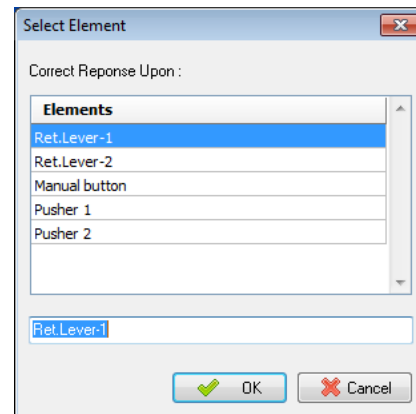 Select Element
Correct Reponse Upon :
Elements
Ret.Lever-1
Ret.Lever-2
Manual button
Pusher 1
Pusher 2
Ret.Lever-1
OK Cancel